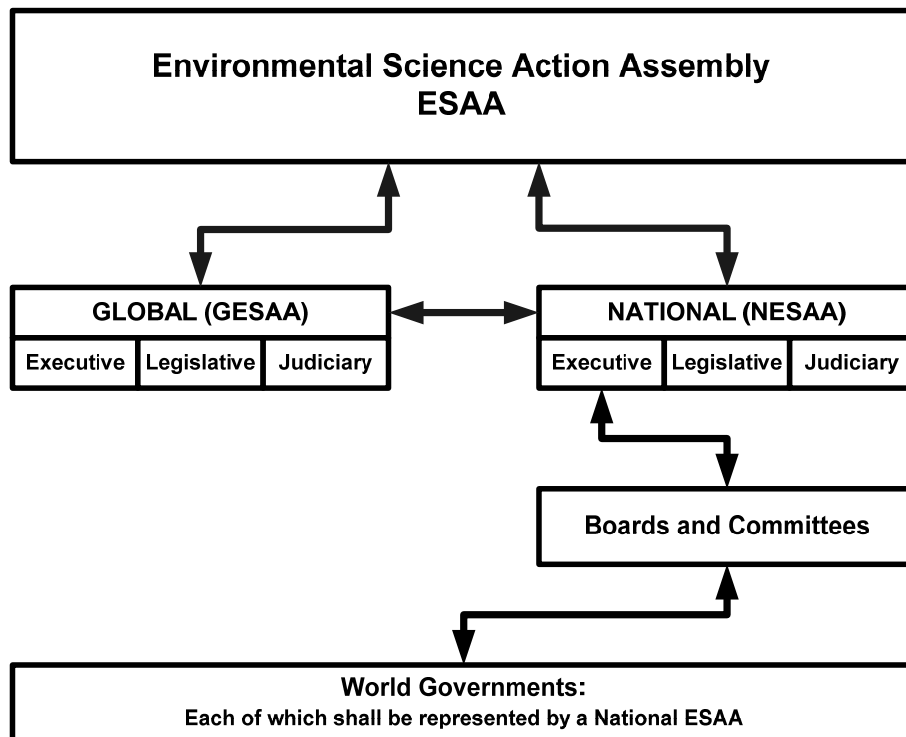 Environmental Science Action Assembly
ESAA
GLOBAL (GESAA)
Executive Legislative Judiciary
NATIONAL (NESAA)
Executive Legislative Judiciary
Boards and Committees
World Governments:
Each of which shall be represented by a National ESAA